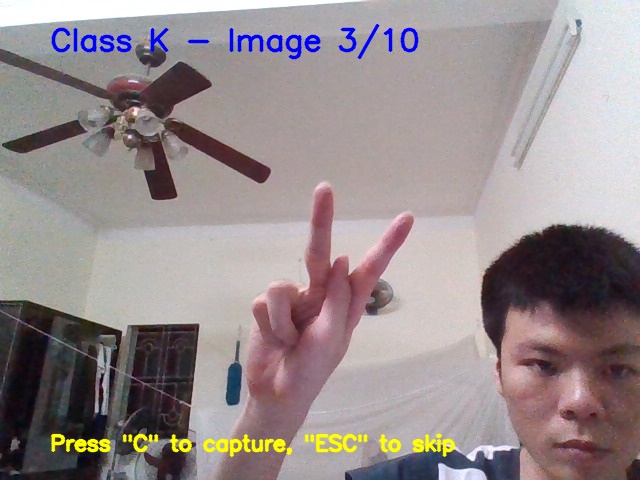 Class K - Image 3/10
Press "C" to capture, "ESC" to skip